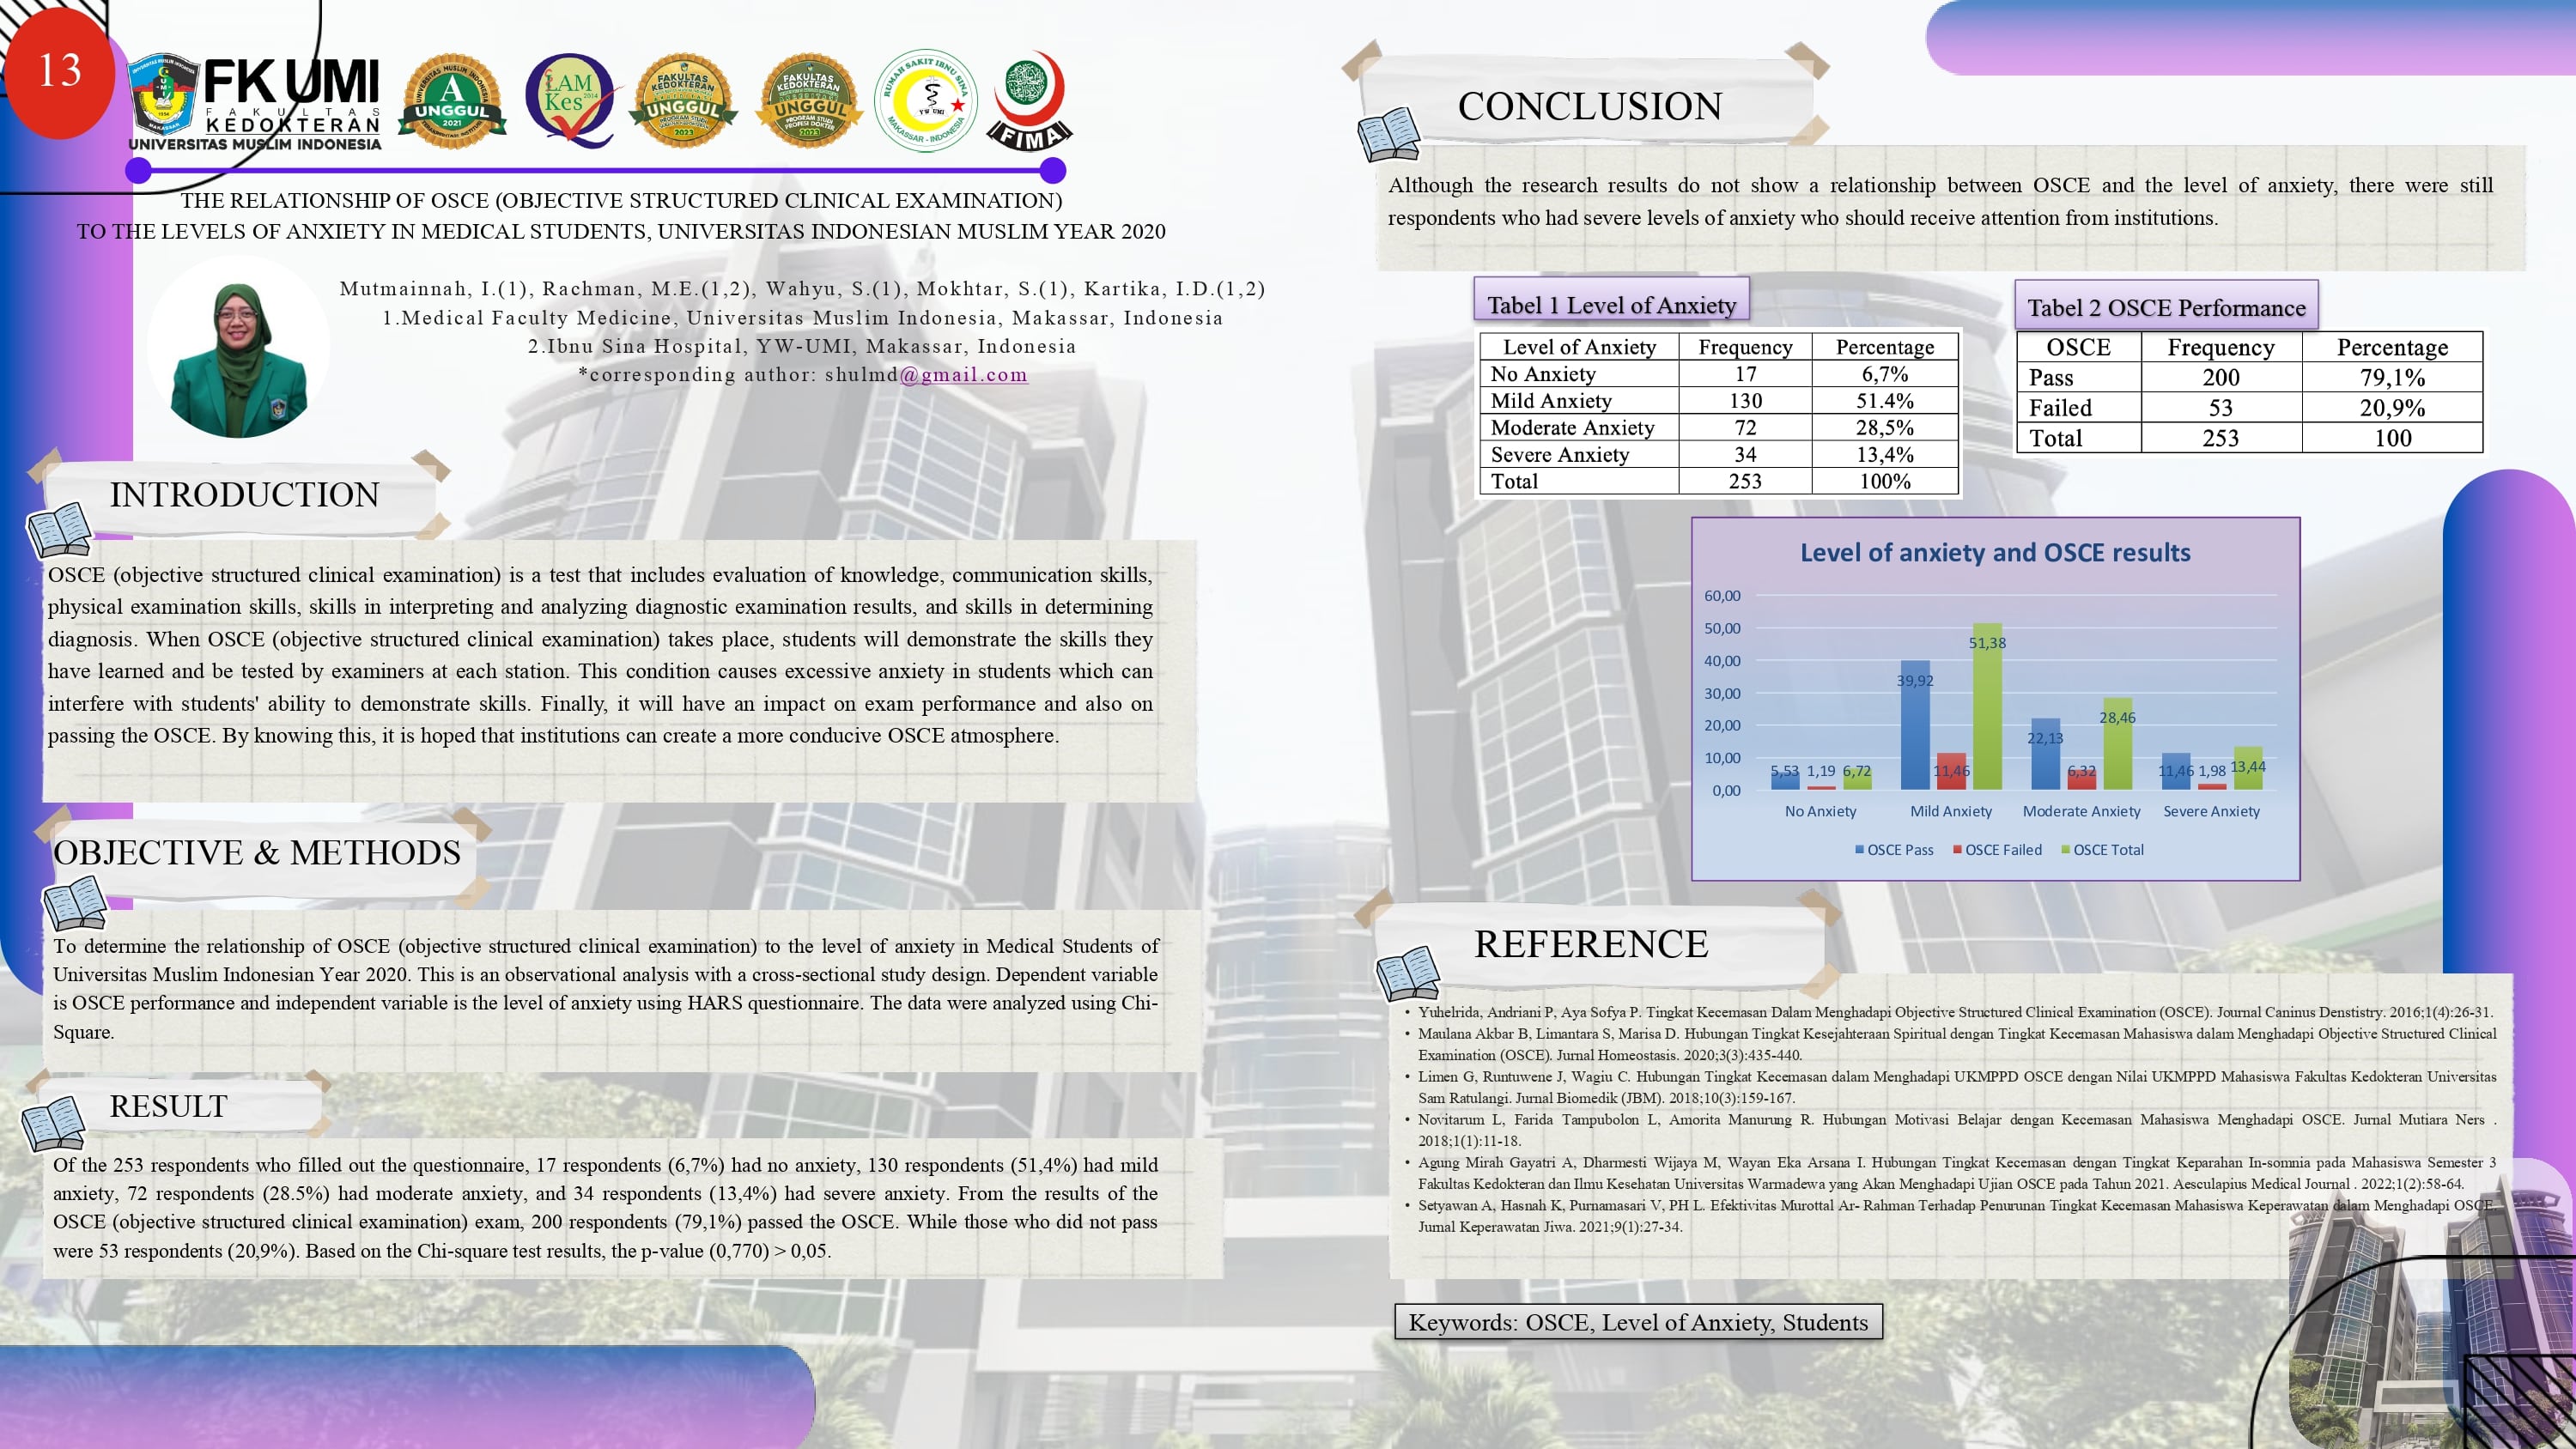 13
FK UMI
FAKULTAS
KEDOKTERAN
UNIVERSITAS MUSLIM INDONESIA
UNIVERSITAS MUSLIM INDONESIA
A
UNGGUL
2021
LAM
Kes
2014
FAKULTAS
KEDOKTERAN
UNGGUL
PROGRAM STUDI
2023
FAKULTAS
KEDOKTERAN
UNGGUL
PROGRAM STUDI
PROFESI DOKTER
2023
RUMAH SAKIT IBNU SINA
YW UMI
MAKASSAR - INDONESIA
FIMA
THE RELATIONSHIP OF OSCE (OBJECTIVE STRUCTURED CLINICAL EXAMINATION)
TO THE LEVELS OF ANXIETY IN MEDICAL STUDENTS, UNIVERSITAS INDONESIAN MUSLIM YEAR 2020
Mutmainnah, I.(1), Rachman, M.E.(1,2), Wahyu, S.(1), Mokhtar, S.(1), Kartika, I.D.(1,2)
1.Medical Faculty Medicine, Universitas Muslim Indonesia, Makassar, Indonesia
2.Ibnu Sina Hospital, YW-UMI, Makassar, Indonesia
*corresponding author: shulmd@gmail.com
INTRODUCTION
OSCE (objective structured clinical examination) is a test that includes evaluation of knowledge, communication skills,
physical examination skills, skills in interpreting and analyzing diagnostic examination results, and skills in determining
diagnosis. When OSCE (objective structured clinical examination) takes place, students will demonstrate the skills they
have learned and be tested by examiners at each station. This condition causes excessive anxiety in students which can
interfere with students' ability to demonstrate skills. Finally, it will have an impact on exam performance and also on
passing the OSCE. By knowing this, it is hoped that institutions can create a more conducive OSCE atmosphere.
OBJECTIVE & METHODS
To determine the relationship of OSCE (objective structured clinical examination) to the level of anxiety in Medical Students of
Universitas Muslim Indonesian Year 2020. This is an observational analysis with a cross-sectional study design. Dependent variable
is OSCE performance and independent variable is the level of anxiety using HARS questionnaire. The data were analyzed using Chi-
Square.
RESULT
Of the 253 respondents who filled out the questionnaire, 17 respondents (6,7%) had no anxiety, 130 respondents (51,4%) had mild
anxiety, 72 respondents (28.5%) had moderate anxiety, and 34 respondents (13,4%) had severe anxiety. From the results of the
OSCE (objective structured clinical examination) exam, 200 respondents (79,1%) passed the OSCE. While those who did not pass
were 53 respondents (20,9%). Based on the Chi-square test results, the p-value (0,770) > 0,05.
CONCLUSION
Although the research results do not show a relationship between OSCE and the level of anxiety, there were still
respondents who had severe levels of anxiety who should receive attention from institutions.
Tabel 1 Level of Anxiety
Level of Anxiety Frequency Percentage
No Anxiety 17 6,7%
Mild Anxiety 130 51.4%
Moderate Anxiety 72 28,5%
Severe Anxiety 34 13,4%
Total 253 100%
Tabel 2 OSCE Performance
OSCE Frequency Percentage
Pass 200 79,1%
Failed 53 20,9%
Total 253 100
Level of anxiety and OSCE results
60,00
50,00
40,00
30,00
20,00
10,00
0,00
5,53 1,19 6,72
39,92 11,46 51,38
22,13 6,32 28,46
11,46 1,98 13,44
No Anxiety Mild Anxiety Moderate Anxiety Severe Anxiety
OSCE Pass OSCE Failed OSCE Total
REFERENCE
• Yuhelrida, Andriani P, Aya Sofya P. Tingkat Kecemasan Dalam Menghadapi Objective Structured Clinical Examination (OSCE). Journal Caninus Denstistry. 2016;1(4):26-31.
• Maulana Akbar B, Limantara S, Marisa D. Hubungan Tingkat Kesejahteraan Spiritual dengan Tingkat Kecemasan Mahasiswa dalam Menghadapi Objective Structured Clinical
Examination (OSCE). Jurnal Homeostasis. 2020;3(3):435-440.
• Limen G, Runtuwene J, Wagiu C. Hubungan Tingkat Kecemasan dalam Menghadapi UKMPPD OSCE dengan Nilai UKMPPD Mahasiswa Fakultas Kedokteran Universitas
Sam Ratulangi. Jurnal Biomedik (JBM). 2018;10(3):159-167.
• Novitarum L, Farida Tampubolon L, Amorita Manurung R. Hubungan Motivasi Belajar dengan Kecemasan Mahasiswa Menghadapi OSCE. Jurnal Mutiara Ners .
2018;1(1):11-18.
• Agung Mirah Gayatri A, Dharmesti Wijaya M, Wayan Eka Arsana I. Hubungan Tingkat Kecemasan dengan Tingkat Keparahan In-somnia pada Mahasiswa Semester 3
Fakultas Kedokteran dan Ilmu Kesehatan Universitas Warmadewa yang Akan Menghadapi Ujian OSCE pada Tahun 2021. Aesculapius Medical Journal . 2022;1(2):58-64.
• Setyawan A, Hasnah K, Purnamasari V, PH L. Efektivitas Murottal Ar- Rahman Terhadap Penurunan Tingkat Kecemasan Mahasiswa Keperawatan dalam Menghadapi OSCE.
Jurnal Keperawatan Jiwa. 2021;9(1):27-34.
Keywords: OSCE, Level of Anxiety, Students